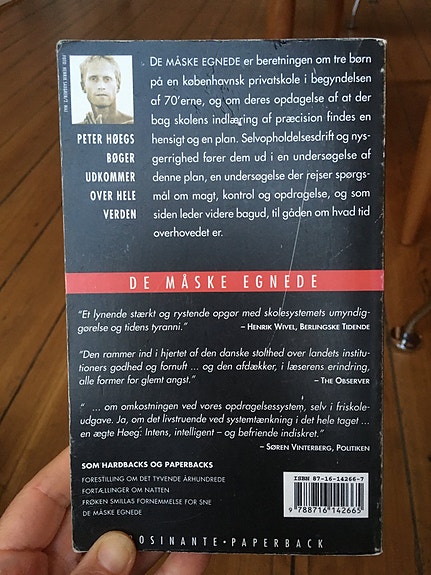 DE MÅSKE EGNEDE er beretningen om tre børn
på en københavnsk privatskole i begyndelsen
af 70'erne, og om deres opdagelse af at der
bag skolens indlæring af præcision findes en
hensigt og en plan. Selvopholdelsesdrift og nys-
gerrighed fører dem ud i en undersøgelse af
denne plan, en undersøgelse der rejser spørgs-
mål om magt, kontrol og opdragelse, og som
siden leder videre bagud, til gåden om hvad tid
overhovedet er.
PETER HØEGS
BØGER
UDKOMMER
OVER HELE
VERDEN
DE MÅSKE EGNEDE
“Et lynende stærkt og rystende opgør med skolesystemets umyndig-
gørelse og tidens tyranni.”
– HENRIK WIVEL, BERLINGSKE TIDENDE
“Den rammer ind i hjertet af den danske stolthed over landets institu-
tioners godhed og fornuft ... og den afdækker, i læserens erindring,
alle former for glemt angst.”
– THE OBSERVER
“ ... om omkostningen ved vores opdragelsessystem, selv i friskole-
udgave. Ja, om det livstruende ved systemtænkning i det hele taget ...
en ægte Høeg: Intens, intelligent – og befriende indiskret.”
– SØREN VINTERBERG, POLITIKEN
SOM HARDBACKS OG PAPERBACKS
FORESTILLING OM DET TYVENDE ÅRHUNDREDE
FORTÆLLINGER OM NATTEN
FRØKEN SMILLAS FORNEMMELSE FOR SNE
DE MÅSKE EGNEDE
ISBN 87-16-14266-7
9 788716 142665
OSINANTE • PAPERBACK